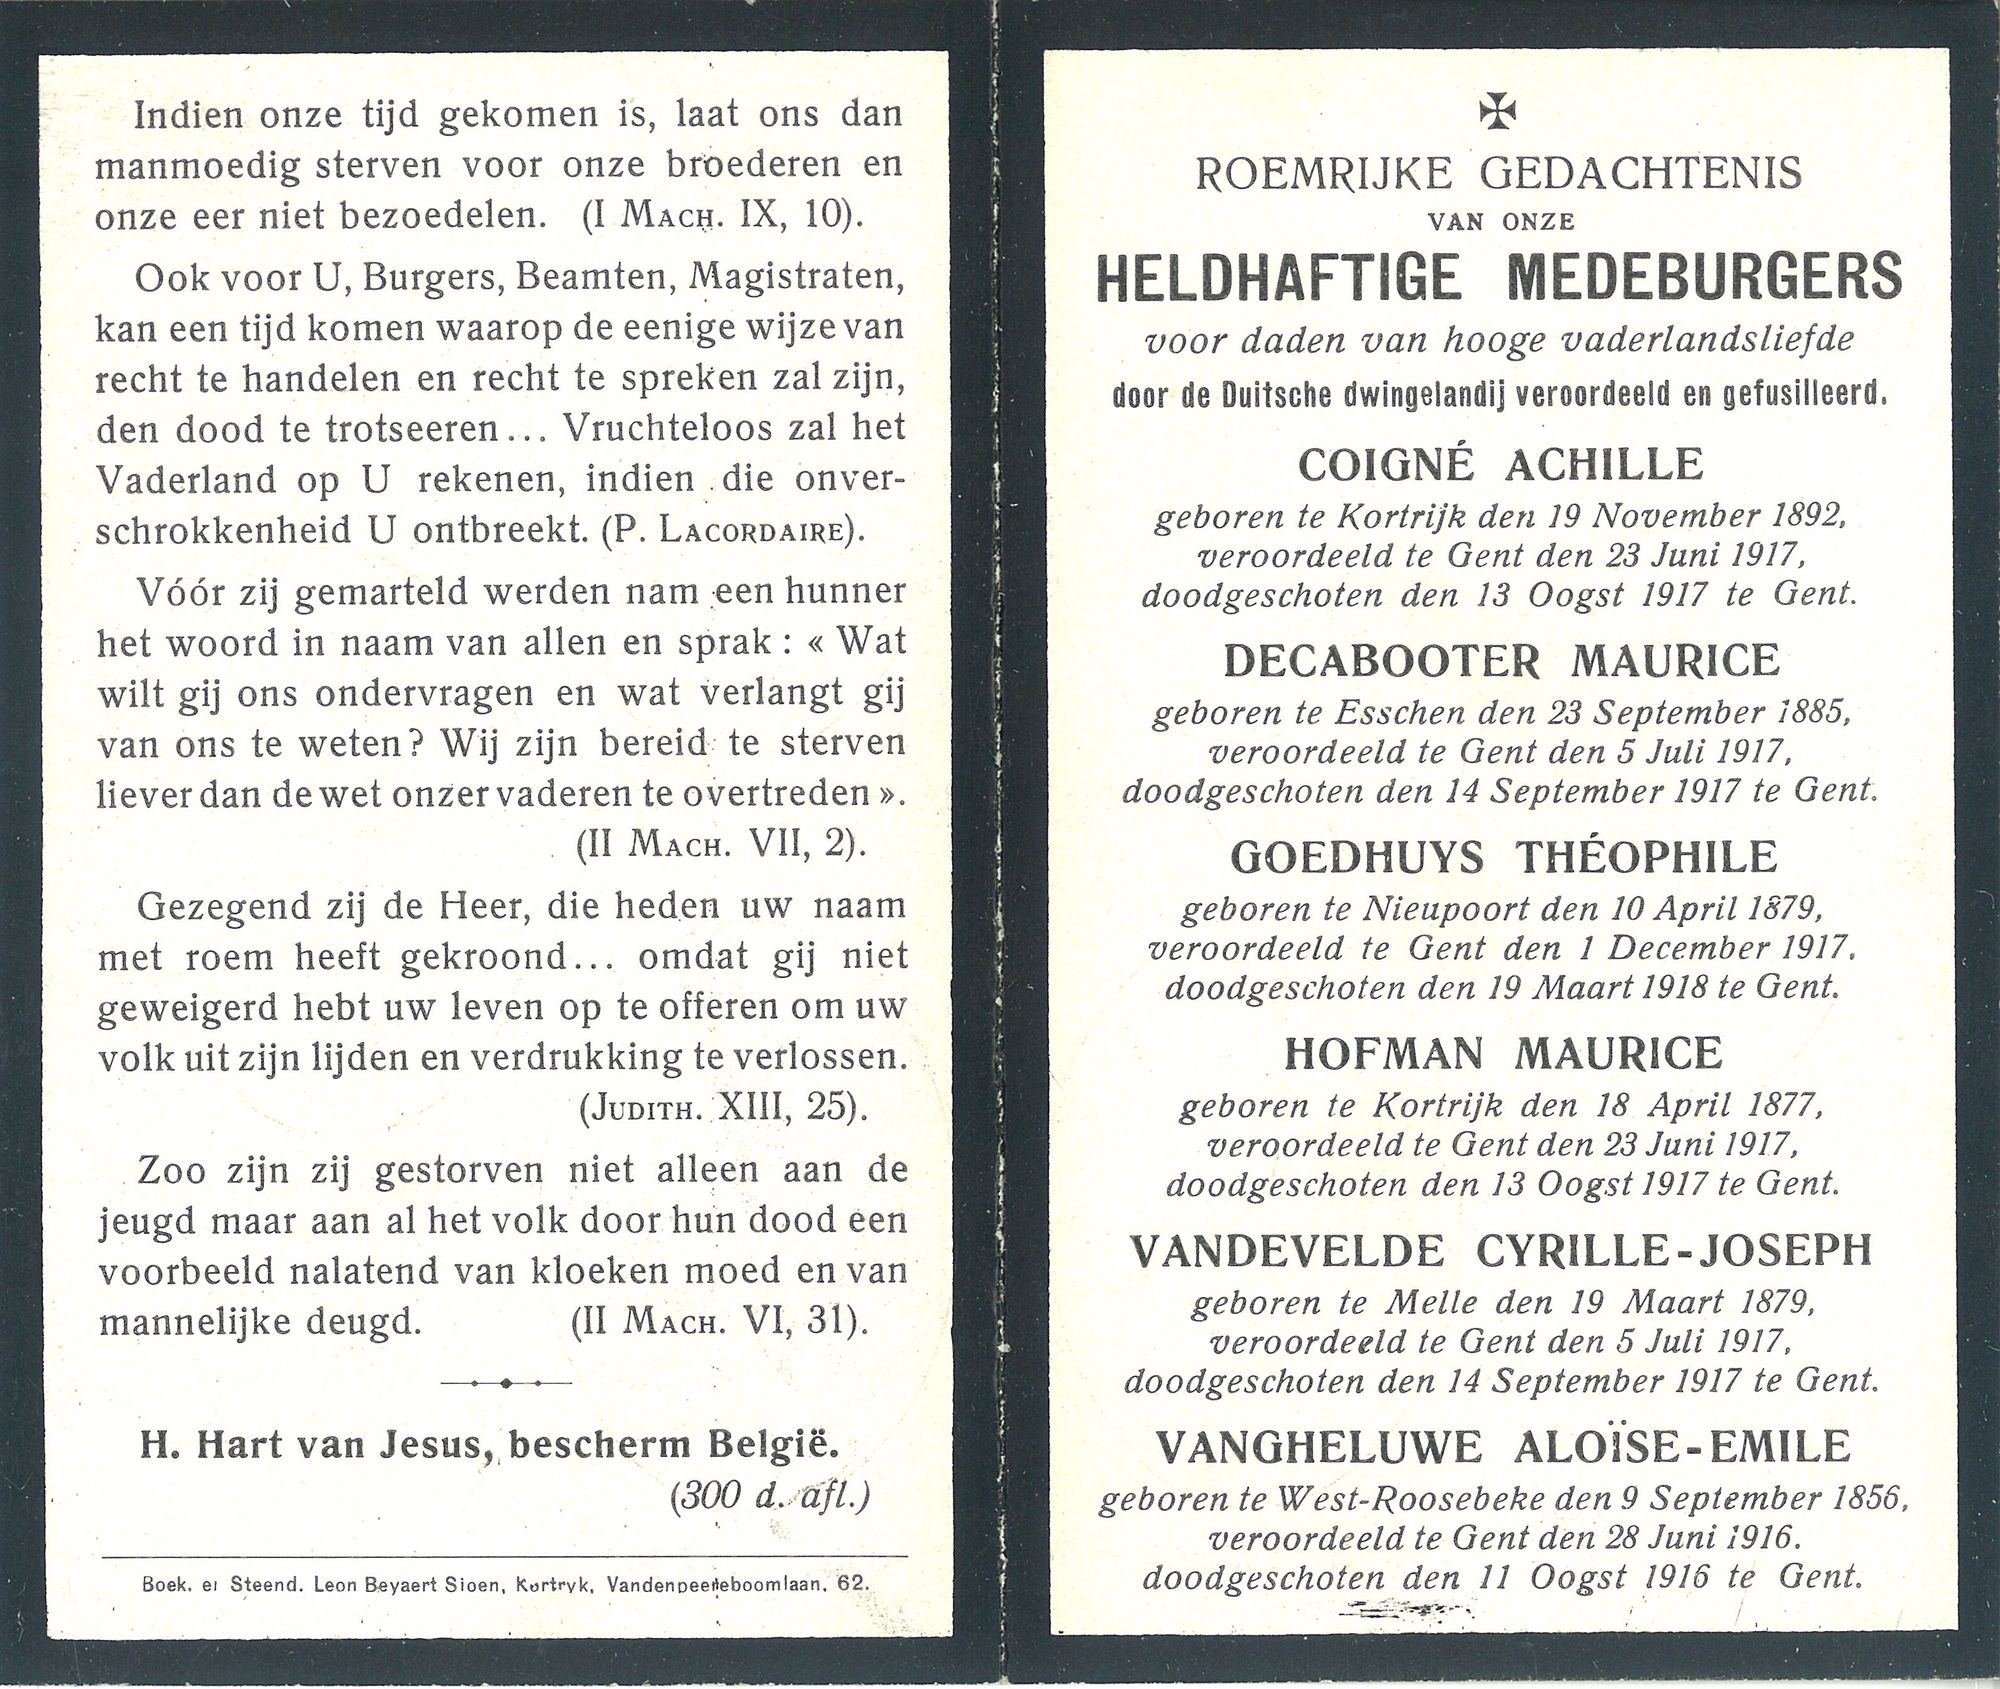 Indien onze tijd gekomen is, laat ons dan
manmoedig sterven voor onze broederen en
onze eer niet bezoedelen. (I MACH. IX, 10).
Ook voor U, Burgers, Beamten, Magistraten,
kan een tijd komen waarop de eenige wijze van
recht te handelen en recht te spreken zal zijn,
den dood te trotseeren... Vruchteloos zal het
Vaderland op U rekenen, indien die onver-
schrokkenheid U ontbreekt. (P. LACORDAIRE).
Vóór zij gemarteld werden nam een hunner
het woord in naam van allen en sprak : « Wat
wilt gij ons ondervragen en wat verlangt gij
van ons te weten? Wij zijn bereid te sterven
liever dan de wet onzer vaderen te overtreden ».
(II MACH. VII, 2).
Gezegend zij de Heer, die heden uw naam
met roem heeft gekroond... omdat gij niet
geweigerd hebt uw leven op te offeren om uw
volk uit zijn lijden en verdrukking te verlossen.
(JUDITH. XIII, 25).
Zoo zijn zij gestorven niet alleen aan de
jeugd maar aan al het volk door hun dood een
voorbeeld nalatend van kloeken moed en van
mannelijke deugd. (II MACH. VI, 31).
H. Hart van Jesus, bescherm België.
(300 d. afl.)
Boek. en Steend. Leon Beyaert Sioen, Kortryk, Vandenpeereboomlaan, 62.
ROEMRIJKE GEDACHTENIS
VAN ONZE
HELDHAFTIGE MEDEBURGERS
voor daden van hooge vaderlandsliefde
door de Duitsche dwingelandij veroordeeld en gefusilleerd.
COIGNÉ ACHILLE
geboren te Kortrijk den 19 November 1892,
veroordeeld te Gent den 23 Juni 1917,
doodgeschoten den 13 Oogst 1917 te Gent.
DECABOOTER MAURICE
geboren te Esschen den 23 September 1885,
veroordeeld te Gent den 5 Juli 1917,
doodgeschoten den 14 September 1917 te Gent.
GOEDHUYS THÉOPHILE
geboren te Nieupoort den 10 April 1879,
veroordeeld te Gent den 1 December 1917,
doodgeschoten den 19 Maart 1918 te Gent.
HOFMAN MAURICE
geboren te Kortrijk den 18 April 1877,
veroordeeld te Gent den 23 Juni 1917,
doodgeschoten den 13 Oogst 1917 te Gent.
VANDEVELDE CYRILLE-JOSEPH
geboren te Melle den 19 Maart 1879,
veroordeeld te Gent den 5 Juli 1917,
doodgeschoten den 14 September 1917 te Gent.
VANGHELUWE ALOÏSE-EMILE
geboren te West-Roosebeke den 9 September 1856,
veroordeeld te Gent den 28 Juni 1916.
doodgeschoten den 11 Oogst 1916 te Gent.